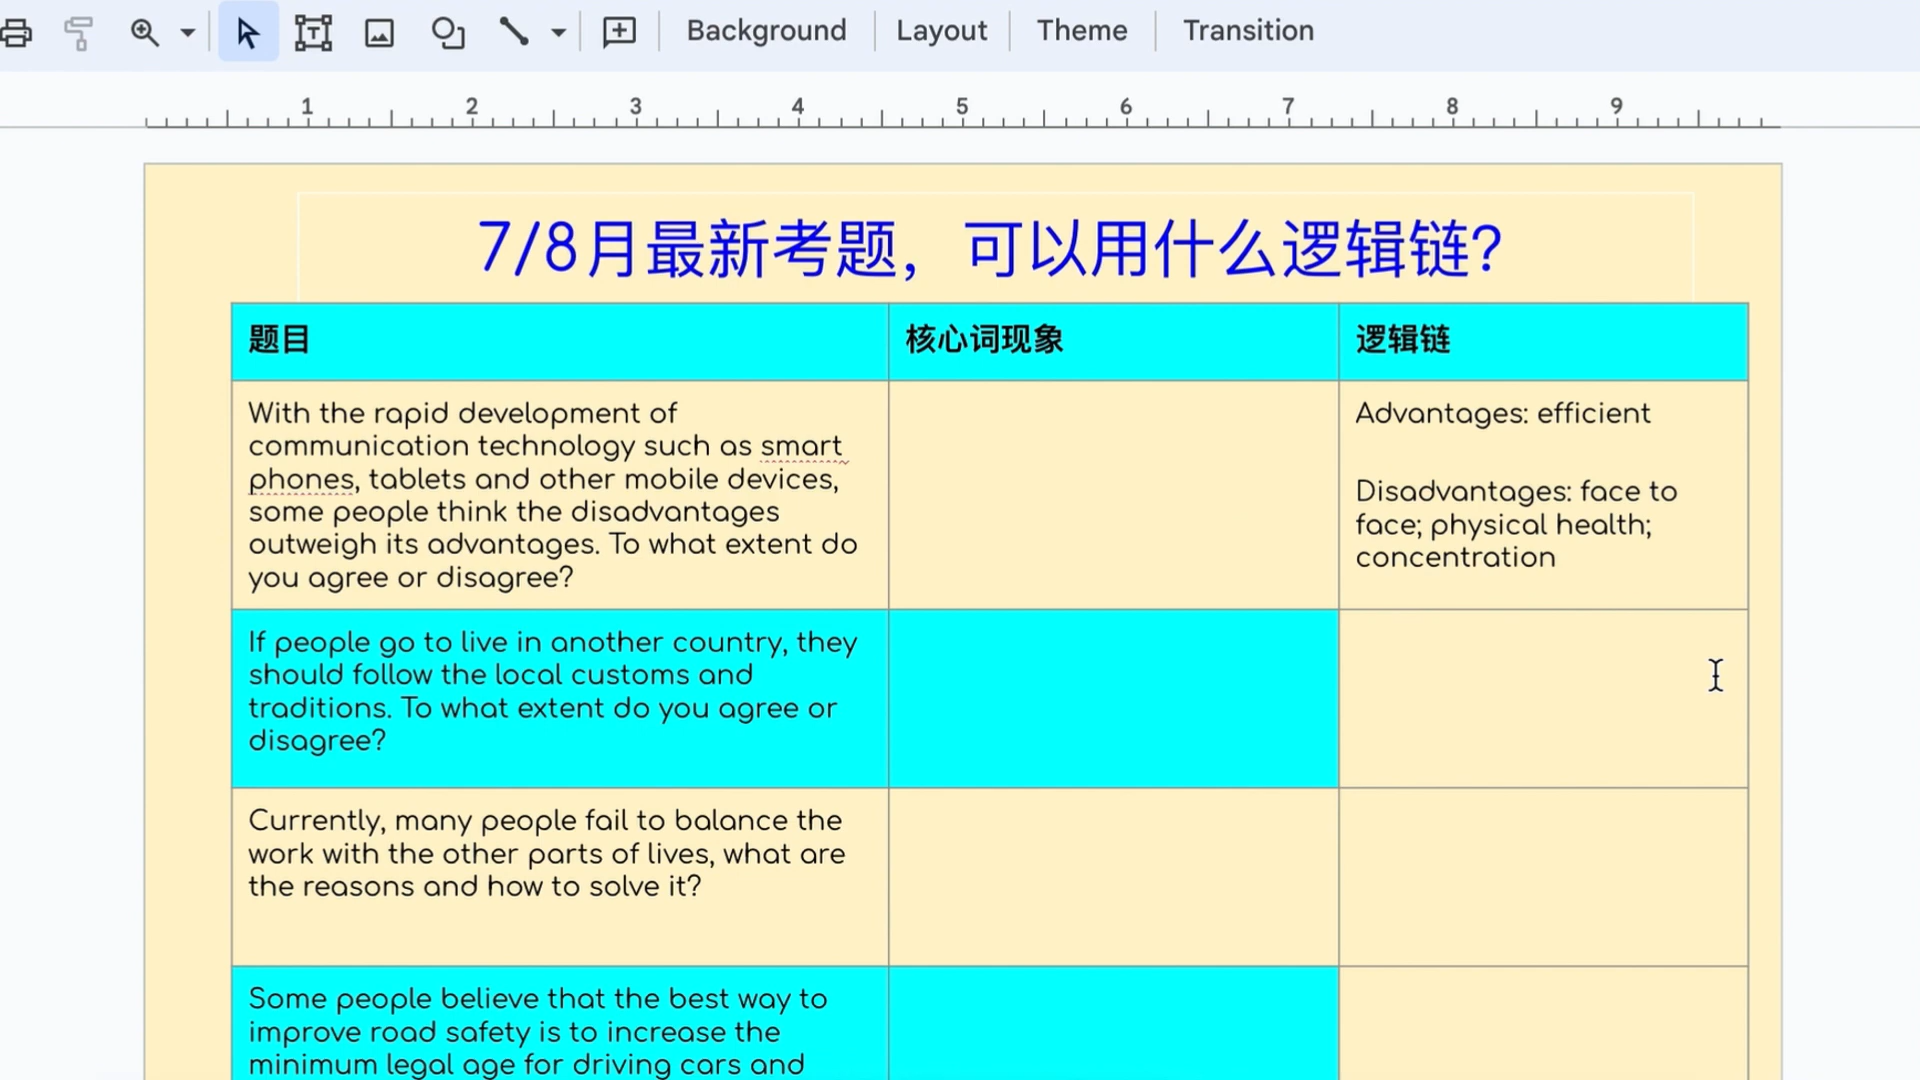 Background
Layout
Theme
Transition
1 2 3 4 5 6 7 8 9
7/8月最新考题，可以用什么逻辑链?
题目
核心词现象
逻辑链
With the rapid development of
communication technology such as smart
phones, tablets and other mobile devices,
some people think the disadvantages
outweigh its advantages. To what extent do
you agree or disagree?
Advantages: efficient
Disadvantages: face to
face; physical health;
concentration
If people go to live in another country, they
should follow the local customs and
traditions. To what extent do you agree or
disagree?
Currently, many people fail to balance the
work with the other parts of lives, what are
the reasons and how to solve it?
Some people believe that the best way to
improve road safety is to increase the
minimum legal age for driving cars and